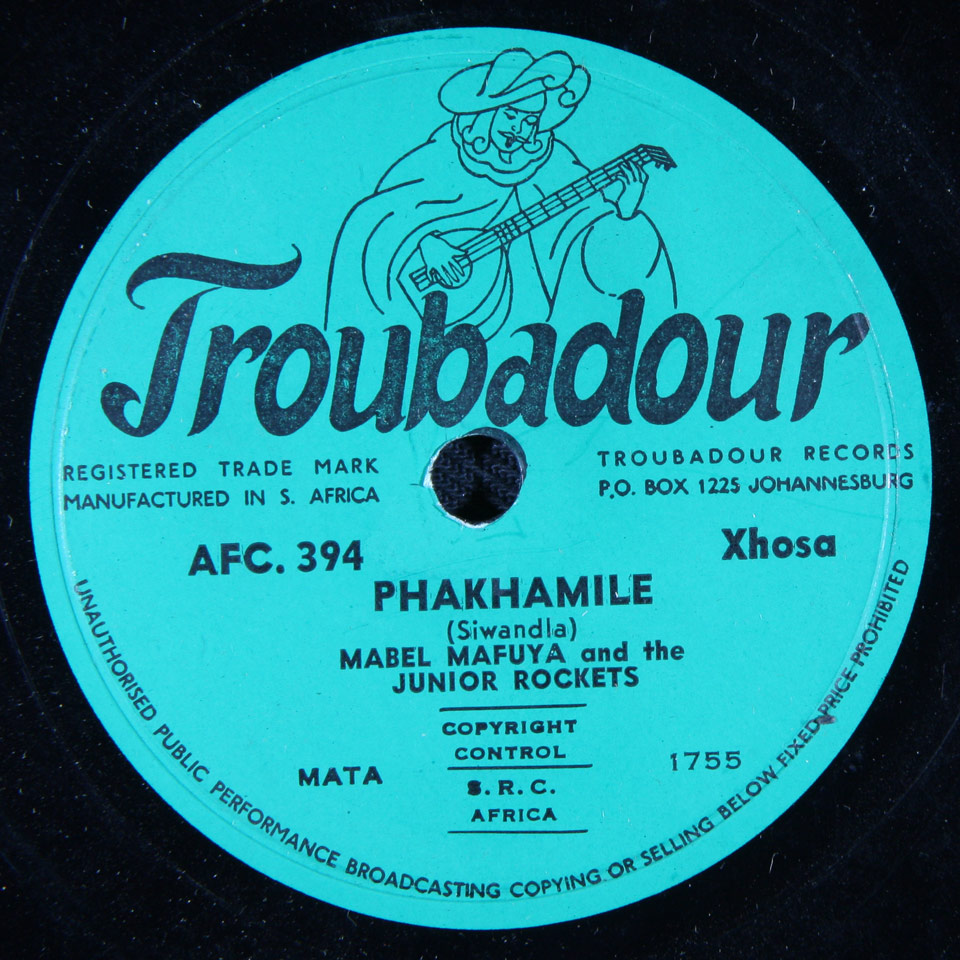 Troubadour
REGISTERED TRADE MARK
MANUFACTURED IN S. AFRICA
TROUBADOUR RECORDS
P.O. BOX 1225 JOHANNESBURG
AFC. 394
Xhosa
PHAKHAMILE
(Siwandla)
MABEL MAFUYA and the
JUNIOR ROCKETS
COPYRIGHT
CONTROL
MATA
1755
S.R.C.
AFRICA
UNAUTHORISED PUBLIC PERFORMANCE BROADCASTING COPYING OR SELLING BELOW FIXED PRICE PROHIBITED